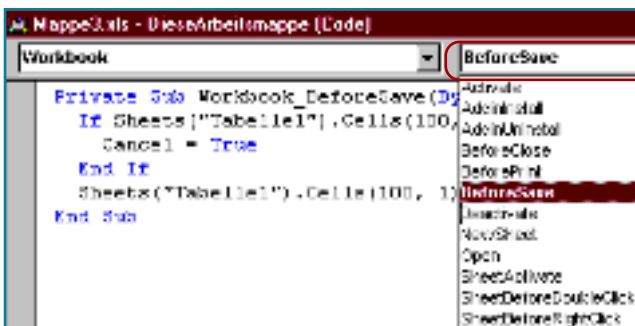 Mappe3.xls - DieseArbeitsmappe (Code)
Workbook
BeforeSave
Private Sub Workbook_BeforeSave(By
If Sheets("Tabelle1").Cells(100,
Cancel = True
End If
Sheets("Tabelle1").Cells(100, 1)
End Sub
Activate
AddinInstall
AddinUninstall
BeforeClose
BeforePrint
BeforeSave
Deactivate
NewSheet
Open
SheetActivate
SheetBeforeDoubleClick
SheetBeforeRightClick